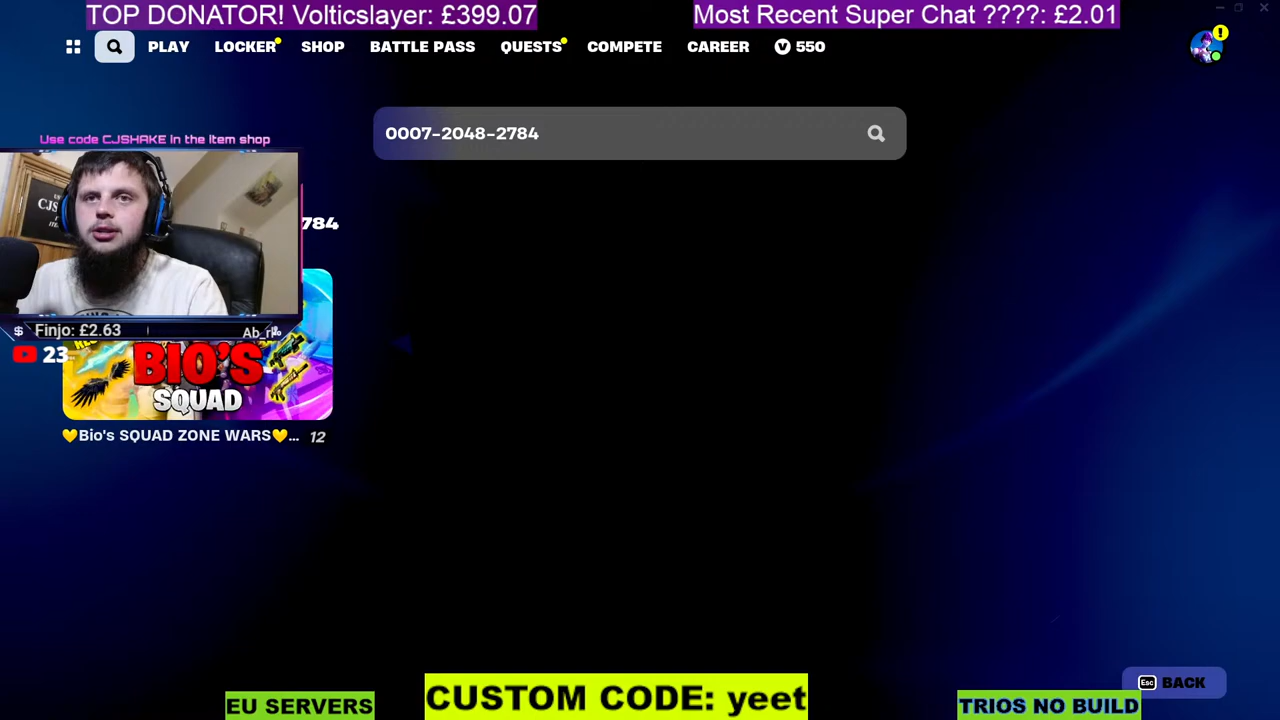 TOP DONATOR! Volticslayer: £399.07
Most Recent Super Chat ????: £2.01
PLAY
LOCKER
SHOP
BATTLE PASS
QUESTS
COMPETE
CAREER
V 550
!
0007-2048-2784
Use code CJSHAKE in the item shop
CJS
784
$ Finjo: £2.63
23
BIO'S
SQUAD
💛Bio's SQUAD ZONE WARS💛...
12
Esc BACK
EU SERVERS
CUSTOM CODE: yeet
TRIOS NO BUILD